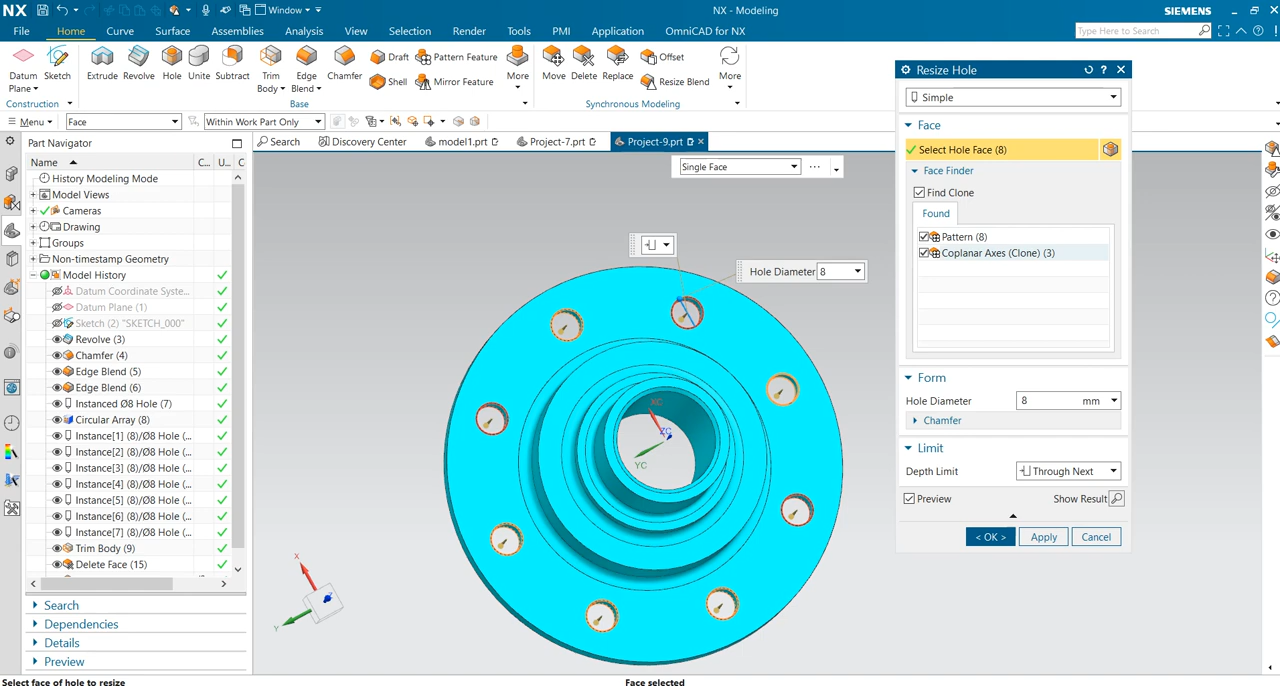 NX
Window
NX - Modeling
SIEMENS
File
Home
Curve
Surface
Assemblies
Analysis
View
Selection
Render
Tools
PMI
Application
OmniCAD for NX
Type Here to Search
Datum Plane
Sketch
Extrude
Revolve
Hole
Unite
Subtract
Trim Body
Edge Blend
Chamfer
Draft
Shell
Pattern Feature
Mirror Feature
More
Move
Delete
Replace
Offset
Resize Blend
More
Construction
Base
Synchronous Modeling
Menu
Face
Within Work Part Only
Part Navigator
Search
Discovery Center
model1.prt
Project-7.prt
Project-9.prt
Name
C...
U...
C
History Modeling Mode
Model Views
Cameras
Drawing
Groups
Non-timestamp Geometry
Model History
Datum Coordinate Syste...
Datum Plane (1)
Sketch (2) "SKETCH_000"
Revolve (3)
Chamfer (4)
Edge Blend (5)
Edge Blend (6)
Instanced Ø8 Hole (7)
Circular Array (8)
Instance[1] (8)/Ø8 Hole (...
Instance[2] (8)/Ø8 Hole (...
Instance[3] (8)/Ø8 Hole (...
Instance[4] (8)/Ø8 Hole (...
Instance[5] (8)/Ø8 Hole (...
Instance[6] (8)/Ø8 Hole (...
Instance[7] (8)/Ø8 Hole (...
Trim Body (9)
Delete Face (15)
Search
Dependencies
Details
Preview
Single Face
Hole Diameter 8
XC
ZC
YC
X
Y
Resize Hole
Simple
Face
Select Hole Face (8)
Face Finder
Find Clone
Found
Pattern (8)
Coplanar Axes (Clone) (3)
Form
Hole Diameter 8 mm
Chamfer
Limit
Depth Limit Through Next
Preview
Show Result
< OK >
Apply
Cancel
Select face of hole to resize
Face selected